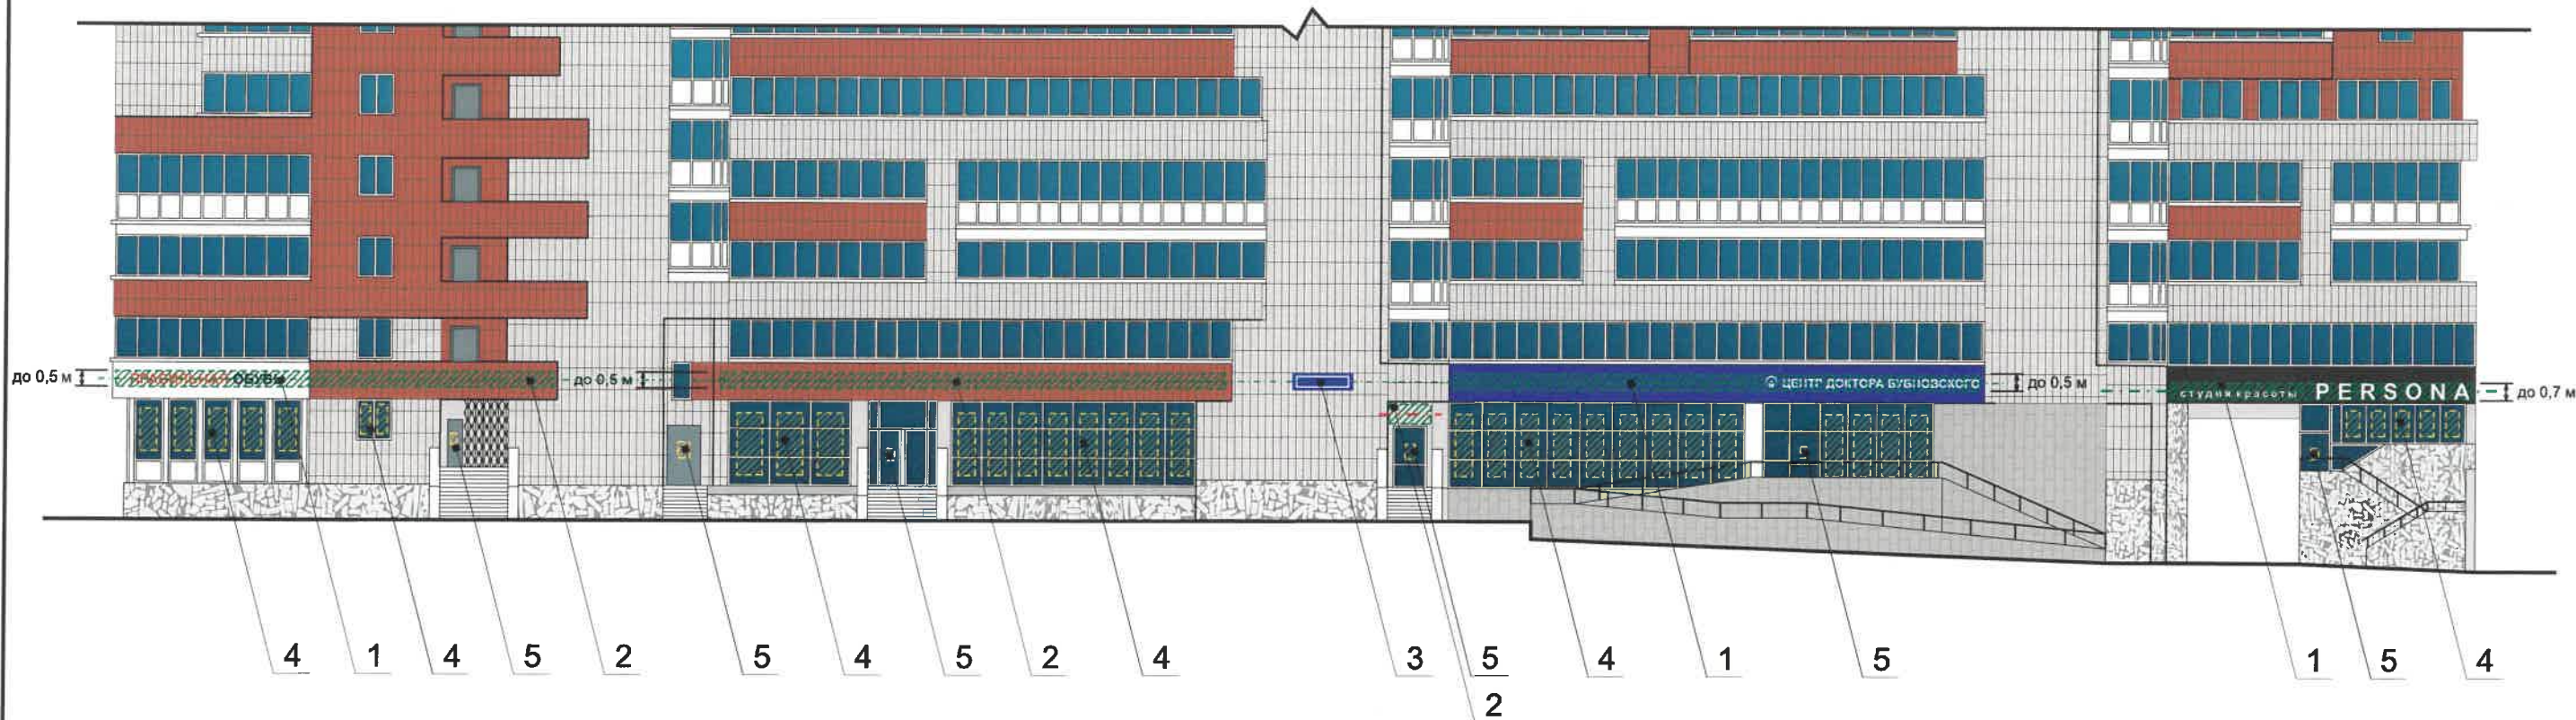 до 0,5 м
ПРАВИЛЬНАЯ ОБУВЬ
до 0,5 м
ЦЕНТР ДОКТОРА БУБНОВСКОГО
до 0,5 м
студия красоты PERSONA
до 0,7 м
4 1 4 5 2 5 4 5 2 4 3 5 4 1 5 1 5 4
2